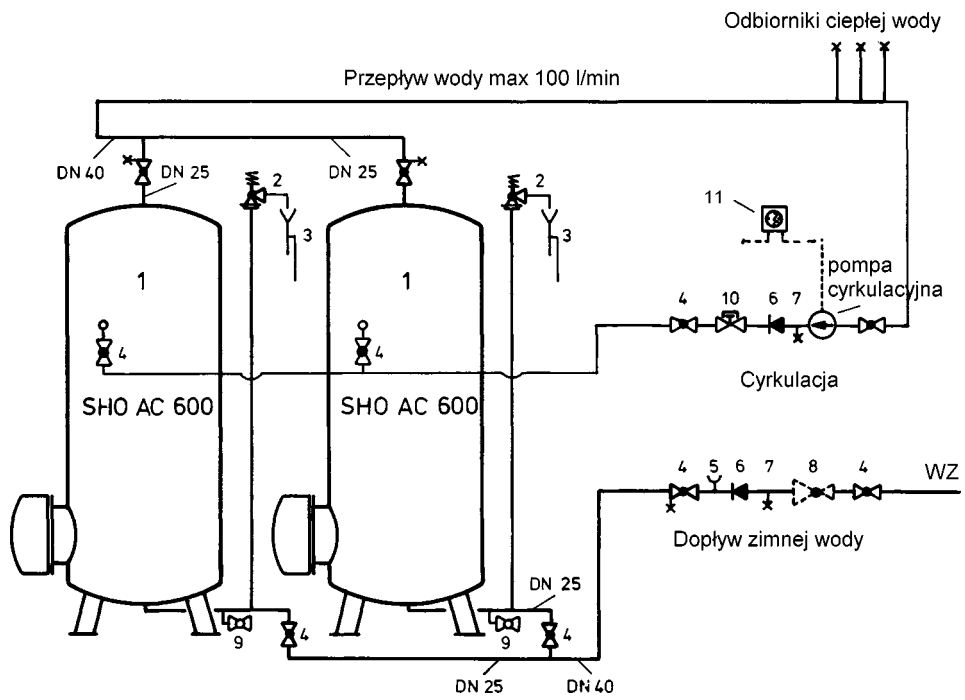 Odbiorniki ciepłej wody
Przepływ wody max 100 l/min
DN 40
DN 25
2
DN 25
2
3
3
11
1
1
pompa
cyrkulacyjna
4
10
6
7
4
4
Cyrkulacja
SHO AC 600
SHO AC 600
4
5
6
7
8
4
WZ
Dopływ zimnej wody
DN 25
9
4
9
4
DN 25
DN 40